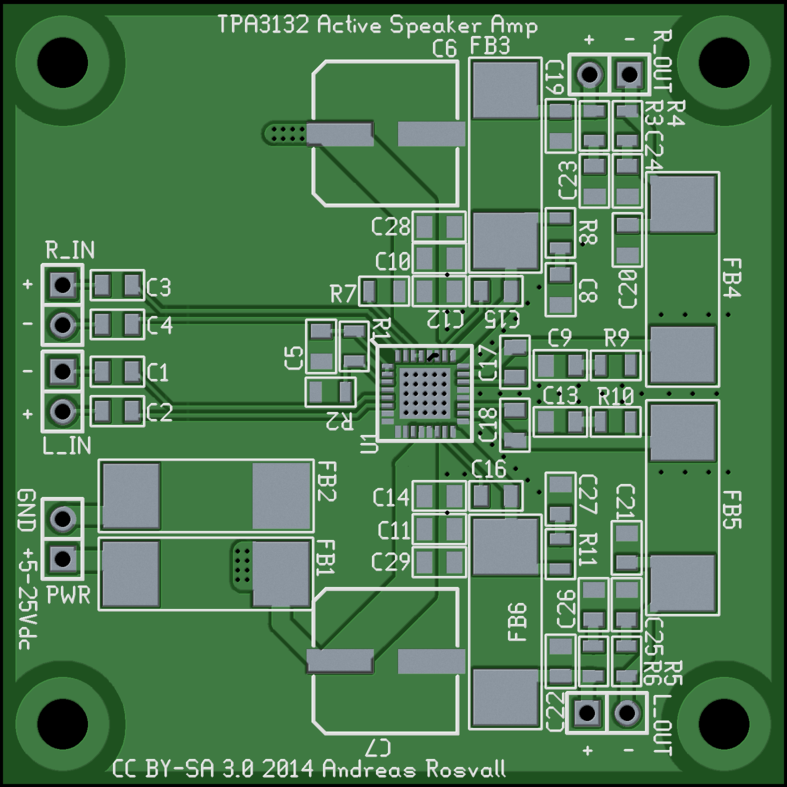 TPA3132 Active Speaker Amp
C6 FB3
+ -
R_OUT
C19
R3 R4
C23 C24
C28
R8
C20
R_IN
C10
FB4
+ C3
R7
C8
C12 C15
- C4
R1
C5
C17 C9 R9
- C1
R2
C13 R10
+ C2
C18
U1
L_IN
FB2
C16
GND
C14
C27 C21
FB5
C11
FB1
R11
C29
+5-25Vdc
PWR
C26
FB6
C25
R6 R5
C22
L_OUT
C7
+ -
CC BY-SA 3.0 2014 Andreas Rosvall